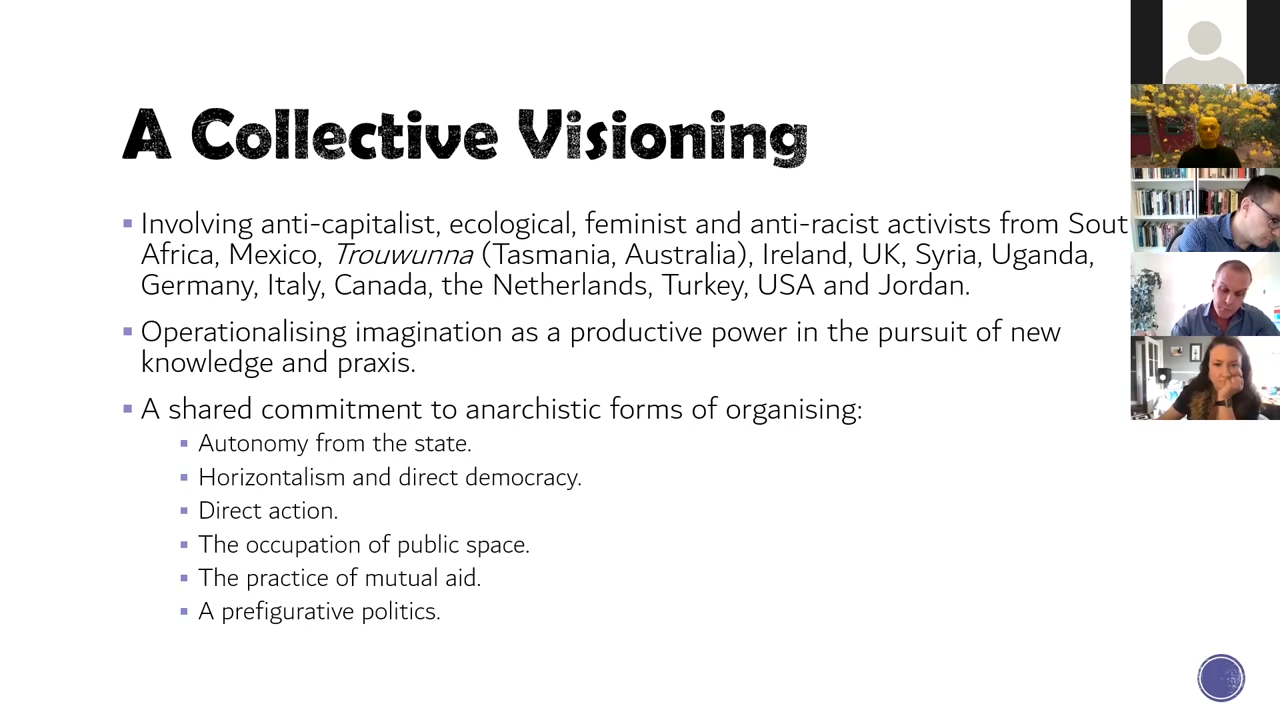 A Collective Visioning
Involving anti-capitalist, ecological, feminist and anti-racist activists from Sout
Africa, Mexico, Trouwunna (Tasmania, Australia), Ireland, UK, Syria, Uganda,
Germany, Italy, Canada, the Netherlands, Turkey, USA and Jordan.
Operationalising imagination as a productive power in the pursuit of new
knowledge and praxis.
A shared commitment to anarchistic forms of organising:
Autonomy from the state.
Horizontalism and direct democracy.
Direct action.
The occupation of public space.
The practice of mutual aid.
A prefigurative politics.